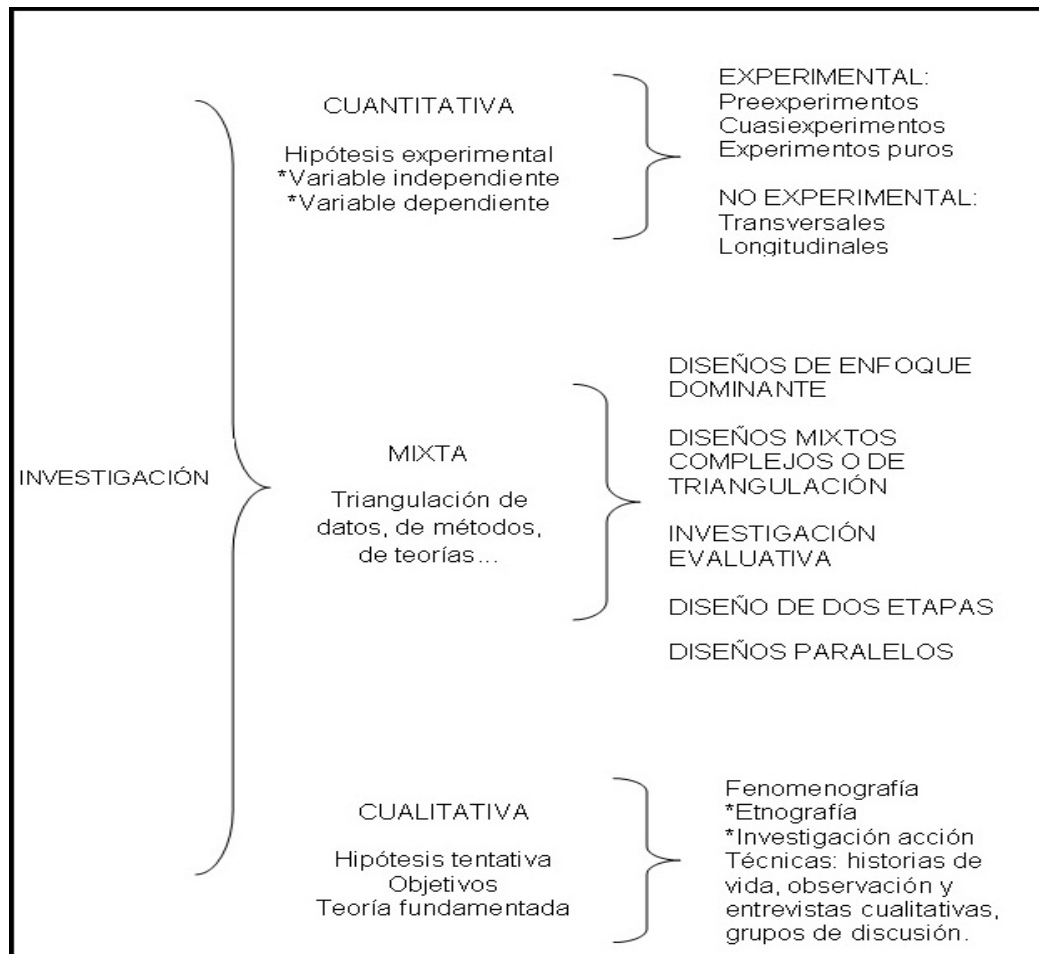 INVESTIGACIÓN
CUANTITATIVA
Hipótesis experimental
*Variable independiente
*Variable dependiente
EXPERIMENTAL:
Preexperimentos
Cuasiexperimentos
Experimentos puros
NO EXPERIMENTAL:
Transversales
Longitudinales
MIXTA
Triangulación de
datos, de métodos,
de teorías...
DISEÑOS DE ENFOQUE
DOMINANTE
DISEÑOS MIXTOS
COMPLEJOS O DE
TRIANGULACIÓN
INVESTIGACIÓN
EVALUATIVA
DISEÑO DE DOS ETAPAS
DISEÑOS PARALELOS
CUALITATIVA
Hipótesis tentativa
Objetivos
Teoría fundamentada
Fenomenografía
*Etnografía
*Investigación acción
Técnicas: historias de
vida, observación y
entrevistas cualitativas,
grupos de discusión.